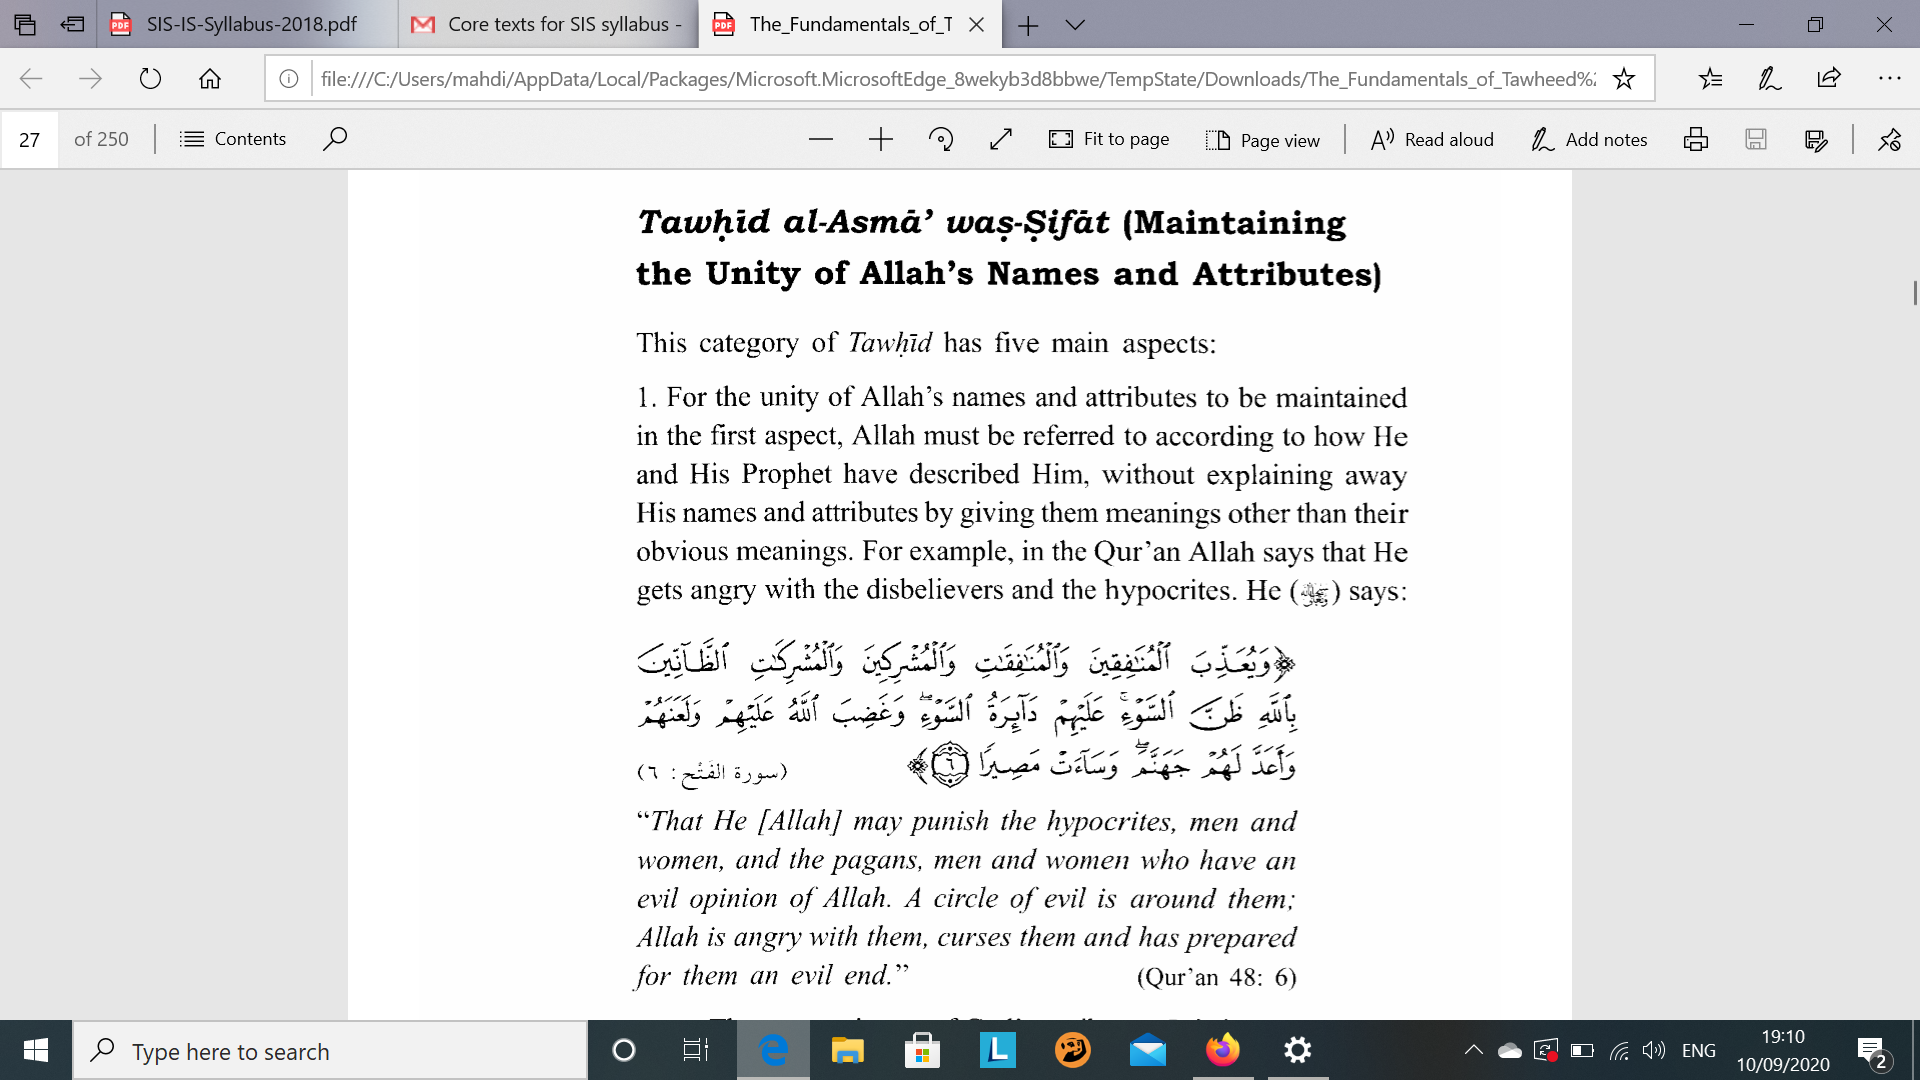 SIS-IS-Syllabus-2018.pdf
Core texts for SIS syllabus -
The_Fundamentals_of_T
file:///C:/Users/mahdi/AppData/Local/Packages/Microsoft.MicrosoftEdge_8wekyb3d8bbwe/TempState/Downloads/The_Fundamentals_of_Tawheed%2
27 of 250 Contents Fit to page Page view Read aloud Add notes
Tawḥīd al-Asmā’ waṣ-Ṣifāt (Maintaining
the Unity of Allah’s Names and Attributes)
This category of Tawḥīd has five main aspects:
1. For the unity of Allah’s names and attributes to be maintained
in the first aspect, Allah must be referred to according to how He
and His Prophet have described Him, without explaining away
His names and attributes by giving them meanings other than their
obvious meanings. For example, in the Qur’an Allah says that He
gets angry with the disbelievers and the hypocrites. He () says:
﴿وَيُعَذِّبَ ٱلْمُنَٰفِقِينَ وَٱلْمُنَٰفِقَٰتِ وَٱلْمُشْرِكِينَ وَٱلْمُشْرِكَٰتِ ٱلظَّآنِّينَ
بِٱللَّهِ ظَنَّ ٱلسَّوْءِۚ عَلَيْهِمْ دَآئِرَةُ ٱلسَّوْءِۖ وَغَضِبَ ٱللَّهُ عَلَيْهِمْ وَلَعَنَهُمْ
وَأَعَدَّ لَهُمْ جَهَنَّمَۖ وَسَآءَتْ مَصِيرًا ٦﴾ (سورة الفَتْح: ٦)
“That He [Allah] may punish the hypocrites, men and
women, and the pagans, men and women who have an
evil opinion of Allah. A circle of evil is around them;
Allah is angry with them, curses them and has prepared
for them an evil end.” (Qur’an 48: 6)
Type here to search
ENG
19:10
10/09/2020
2